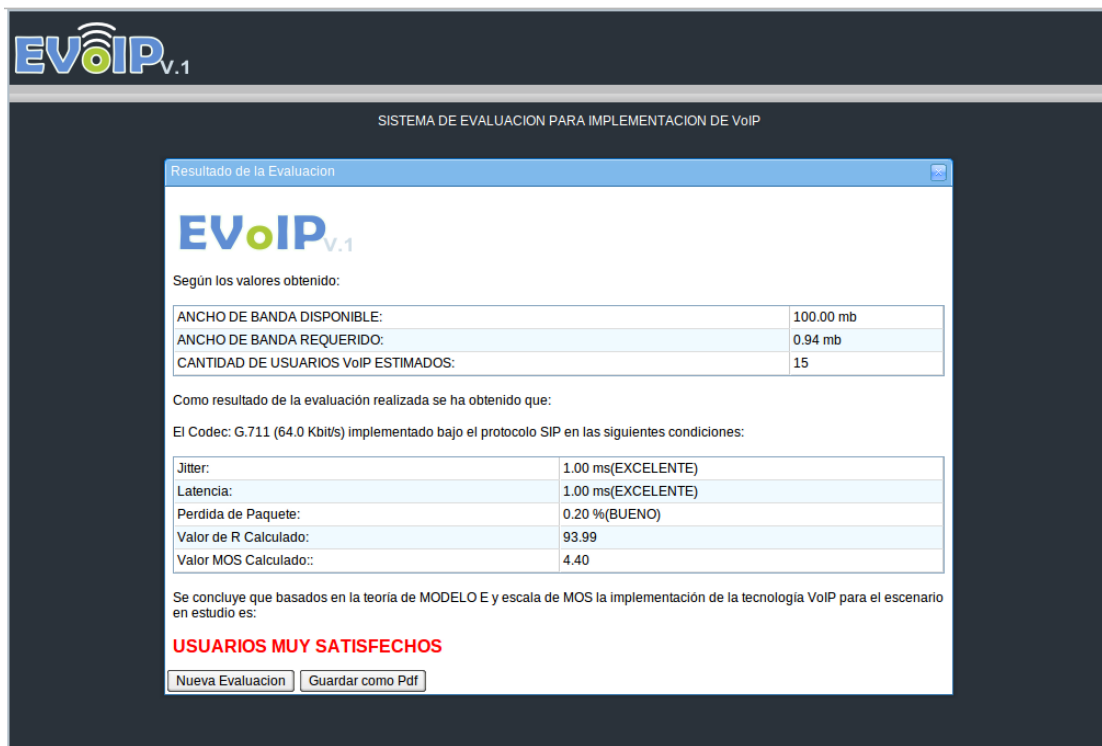 EVoIP V.1
SISTEMA DE EVALUACION PARA IMPLEMENTACION DE VoIP
Resultado de la Evaluacion
EVoIP V.1
Según los valores obtenido:
ANCHO DE BANDA DISPONIBLE: 100.00 mb
ANCHO DE BANDA REQUERIDO: 0.94 mb
CANTIDAD DE USUARIOS VoIP ESTIMADOS: 15
Como resultado de la evaluación realizada se ha obtenido que:
El Codec: G.711 (64.0 Kbit/s) implementado bajo el protocolo SIP en las siguientes condiciones:
Jitter: 1.00 ms(EXCELENTE)
Latencia: 1.00 ms(EXCELENTE)
Perdida de Paquete: 0.20 %(BUENO)
Valor de R Calculado: 93.99
Valor MOS Calculado:: 4.40
Se concluye que basados en la teoría de MODELO E y escala de MOS la implementación de la tecnología VoIP para el escenario
en estudio es:
USUARIOS MUY SATISFECHOS
Nueva Evaluacion Guardar como Pdf